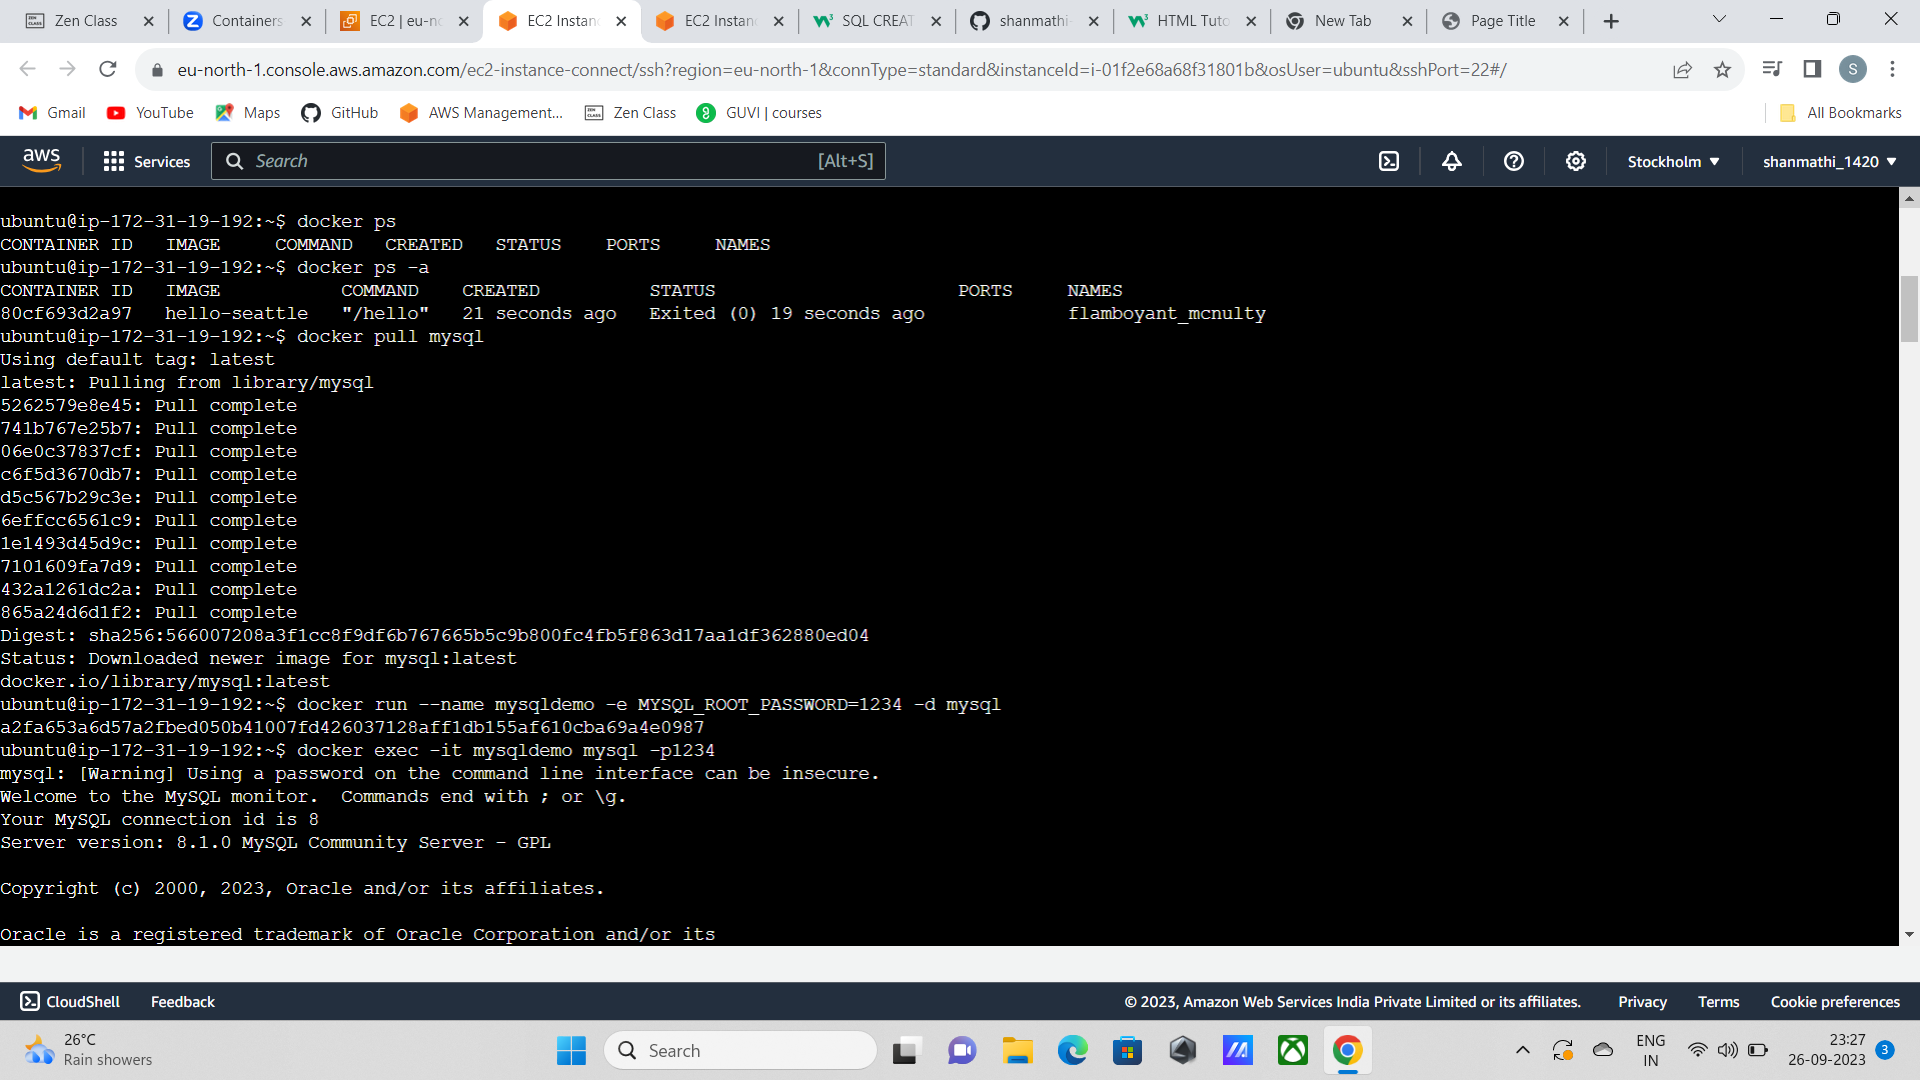 Zen Class
Containers
EC2 | eu-no
EC2 Instanc
EC2 Instanc
SQL CREAT
shanmathi-
HTML Tuto
New Tab
Page Title
eu-north-1.console.aws.amazon.com/ec2-instance-connect/ssh?region=eu-north-1&connType=standard&instanceId=i-01f2e68a68f31801b&osUser=ubuntu&sshPort=22#/
S
Gmail
YouTube
Maps
GitHub
AWS Management...
Zen Class
GUVI | courses
All Bookmarks
aws
Services
Search
[Alt+S]
Stockholm
shanmathi_1420
ubuntu@ip-172-31-19-192:~$ docker ps
CONTAINER ID   IMAGE     COMMAND   CREATED   STATUS    PORTS     NAMES
ubuntu@ip-172-31-19-192:~$ docker ps -a
CONTAINER ID   IMAGE           COMMAND    CREATED          STATUS                      PORTS     NAMES
80cf693d2a97   hello-seattle   "/hello"   21 seconds ago   Exited (0) 19 seconds ago             flamboyant_mcnulty
ubuntu@ip-172-31-19-192:~$ docker pull mysql
Using default tag: latest
latest: Pulling from library/mysql
5262579e8e45: Pull complete
741b767e25b7: Pull complete
06e0c37837cf: Pull complete
c6f5d3670db7: Pull complete
d5c567b29c3e: Pull complete
6effcc6561c9: Pull complete
1e1493d45d9c: Pull complete
7101609fa7d9: Pull complete
432a1261dc2a: Pull complete
865a24d6d1f2: Pull complete
Digest: sha256:566007208a3f1cc8f9df6b767665b5c9b800fc4fb5f863d17aa1df362880ed04
Status: Downloaded newer image for mysql:latest
docker.io/library/mysql:latest
ubuntu@ip-172-31-19-192:~$ docker run --name mysqldemo -e MYSQL_ROOT_PASSWORD=1234 -d mysql
a2fa653a6d57a2fbed050b41007fd426037128aff1db155af610cba69a4e0987
ubuntu@ip-172-31-19-192:~$ docker exec -it mysqldemo mysql -p1234
mysql: [Warning] Using a password on the command line interface can be insecure.
Welcome to the MySQL monitor.  Commands end with ; or \g.
Your MySQL connection id is 8
Server version: 8.1.0 MySQL Community Server - GPL
Copyright (c) 2000, 2023, Oracle and/or its affiliates.
Oracle is a registered trademark of Oracle Corporation and/or its
CloudShell
Feedback
© 2023, Amazon Web Services India Private Limited or its affiliates.
Privacy
Terms
Cookie preferences
26°C
Rain showers
Search
ENG
IN
23:27
26-09-2023
3